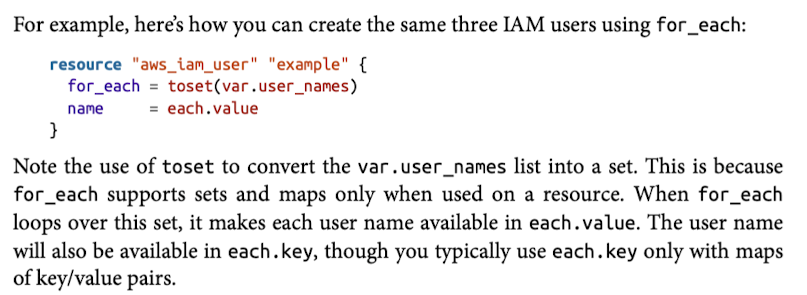 For example, here's how you can create the same three IAM users using for_each:
resource "aws_iam_user" "example" {
  for_each = toset(var.user_names)
  name     = each.value
}
Note the use of toset to convert the var.user_names list into a set. This is because
for_each supports sets and maps only when used on a resource. When for_each
loops over this set, it makes each user name available in each.value. The user name
will also be available in each.key, though you typically use each.key only with maps
of key/value pairs.